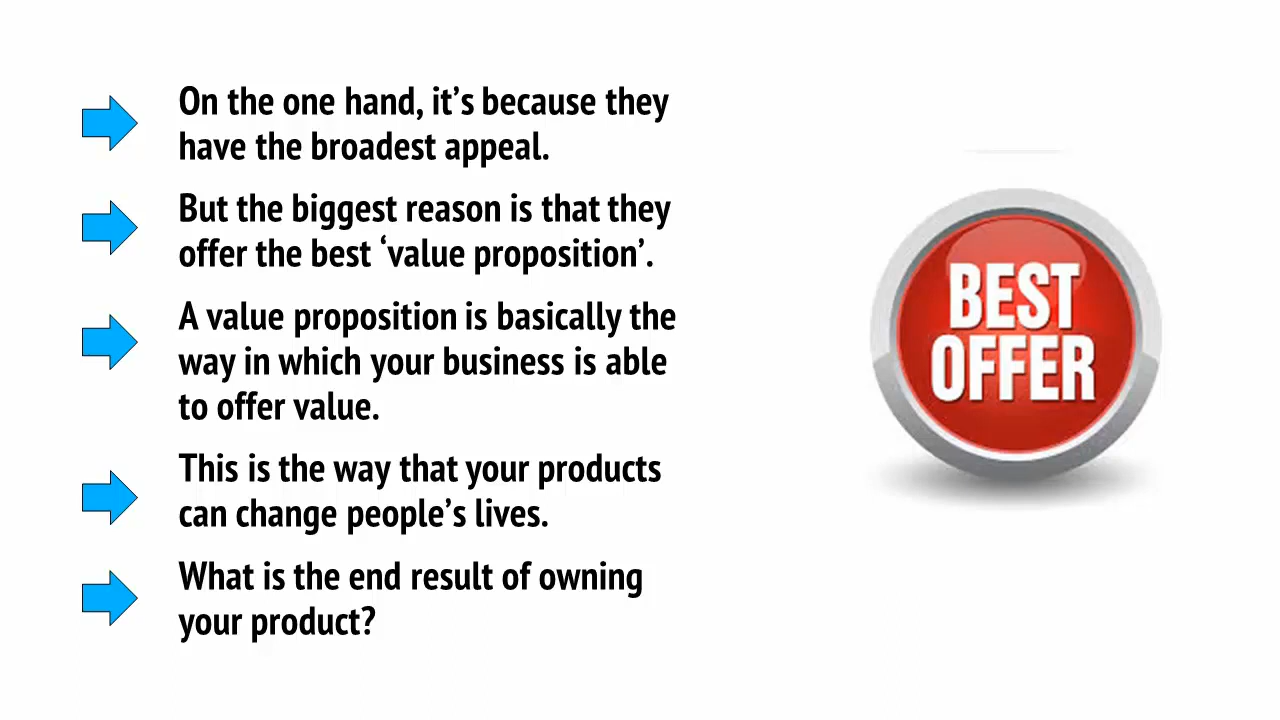 On the one hand, it’s because they
have the broadest appeal.
But the biggest reason is that they
offer the best ‘value proposition’.
A value proposition is basically the
way in which your business is able
to offer value.
This is the way that your products
can change people’s lives.
What is the end result of owning
your product?
BEST
OFFER